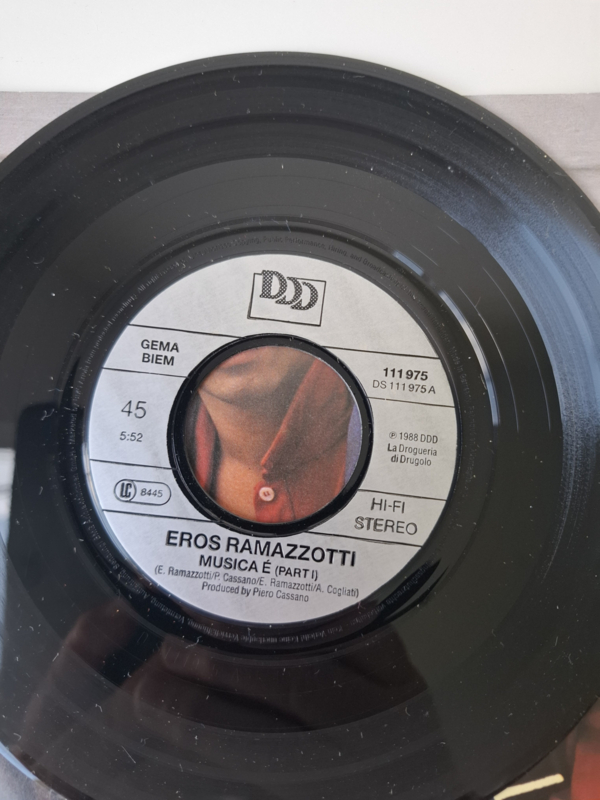 DDD
GEMA
BIEM
111 975
DS 111 975 A
45
5:52
℗ 1988 DDD
La Drogueria
di Drugolo
LC 8445
HI-FI
STEREO
EROS RAMAZZOTTI
MUSICA É (PART I)
(E. Ramazzotti/P. Cassano/E. Ramazzotti/A. Cogliati)
Produced by Piero Cassano